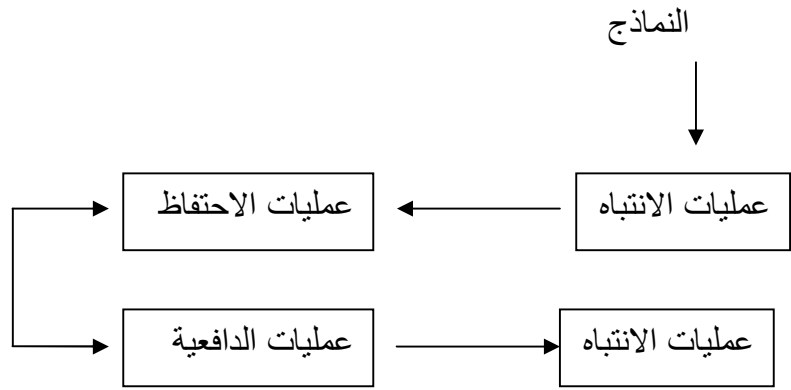 النماذج
عمليات الانتباه
عمليات الاحتفاظ
عمليات الدافعية
عمليات الانتباه